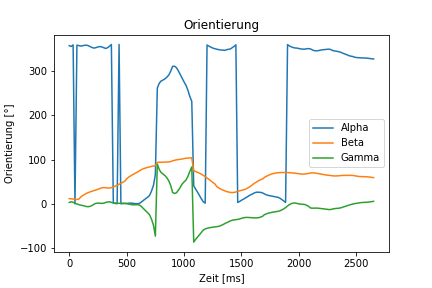 Orientierung
Orientierung [°]
300
200
100
0
−100
Alpha
Beta
Gamma
0
500
1000
1500
2000
2500
Zeit [ms]